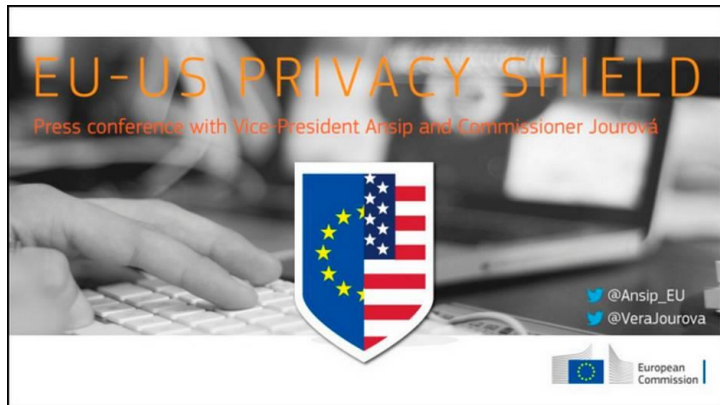 EU-US PRIVACY SHIELD
Press conference with Vice-President Ansip and Commissioner Jourová
@Ansip_EU
@VeraJourova
European
Commission